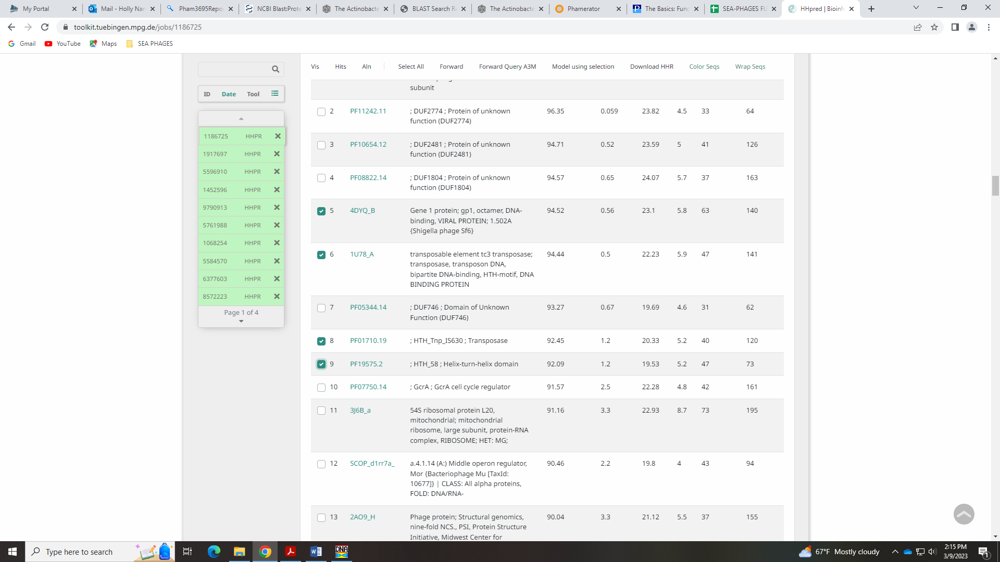 My Portal
Mail - Holly Nan
Pham3695Repo
NCBI Blast:Prote
The Actinobacte
BLAST Search R
The Actinobacte
Phamerator
The Basics: Func
SEA-PHAGES FU
HHpred | Bioinfo
toolkit.tuebingen.mpg.de/jobs/1186725
Gmail
YouTube
Maps
SEA PHAGES
Vis Hits Aln Select All Forward Forward Query A3M Model using selection Download HHR Color Seqs Wrap Seqs
ID Date Tool
1186725 HHPR
1917697 HHPR
5596910 HHPR
1452596 HHPR
9790913 HHPR
5761988 HHPR
1068254 HHPR
5584570 HHPR
6377603 HHPR
8572223 HHPR
Page 1 of 4
subunit
2 PF11242.11 ; DUF2774 ; Protein of unknown 96.35 0.059 23.82 4.5 33 64
function (DUF2774)
3 PF10654.12 ; DUF2481 ; Protein of unknown 94.71 0.52 23.59 5 41 126
function (DUF2481)
4 PF08822.14 ; DUF1804 ; Protein of unknown 94.57 0.65 24.07 5.7 37 163
function (DUF1804)
5 4DYQ_B Gene 1 protein; gp1, octamer, DNA- 94.52 0.56 23.1 5.8 63 140
binding, VIRAL PROTEIN; 1.502A
{Shigella phage Sf6}
6 1U78_A transposable element tc3 transposase; 94.44 0.5 22.23 5.9 47 141
transposase, transposon DNA,
bipartite DNA-binding, HTH-motif, DNA
BINDING PROTEIN
7 PF05344.14 ; DUF746 ; Domain of Unknown 93.27 0.67 19.69 4.6 31 62
Function (DUF746)
8 PF01710.19 ; HTH_Tnp_IS630 ; Transposase 92.45 1.2 20.33 5.2 40 120
9 PF19575.2 ; HTH_58 ; Helix-turn-helix domain 92.09 1.2 19.53 5.2 47 73
10 PF07750.14 ; GcrA ; GcrA cell cycle regulator 91.57 2.5 22.28 4.8 42 161
11 3J6B_a 54S ribosomal protein L20, 91.16 3.3 22.93 8.7 73 195
mitochondrial; mitochondrial
ribosome, large subunit, protein-RNA
complex, RIBOSOME; HET: MG;
12 SCOP_d1rr7a_ a.4.1.14 (A:) Middle operon regulator, 90.46 2.2 19.8 4 43 94
Mor {Bacteriophage Mu [TaxId:
10677]} | CLASS: All alpha proteins,
FOLD: DNA/RNA-
13 2AO9_H Phage protein; Structural genomics, 90.04 3.3 21.12 5.5 37 155
nine-fold NCS., PSI, Protein Structure
Initiative, Midwest Center for
Type here to search
DNA
67°F Mostly cloudy
2:15 PM
3/9/2023
1